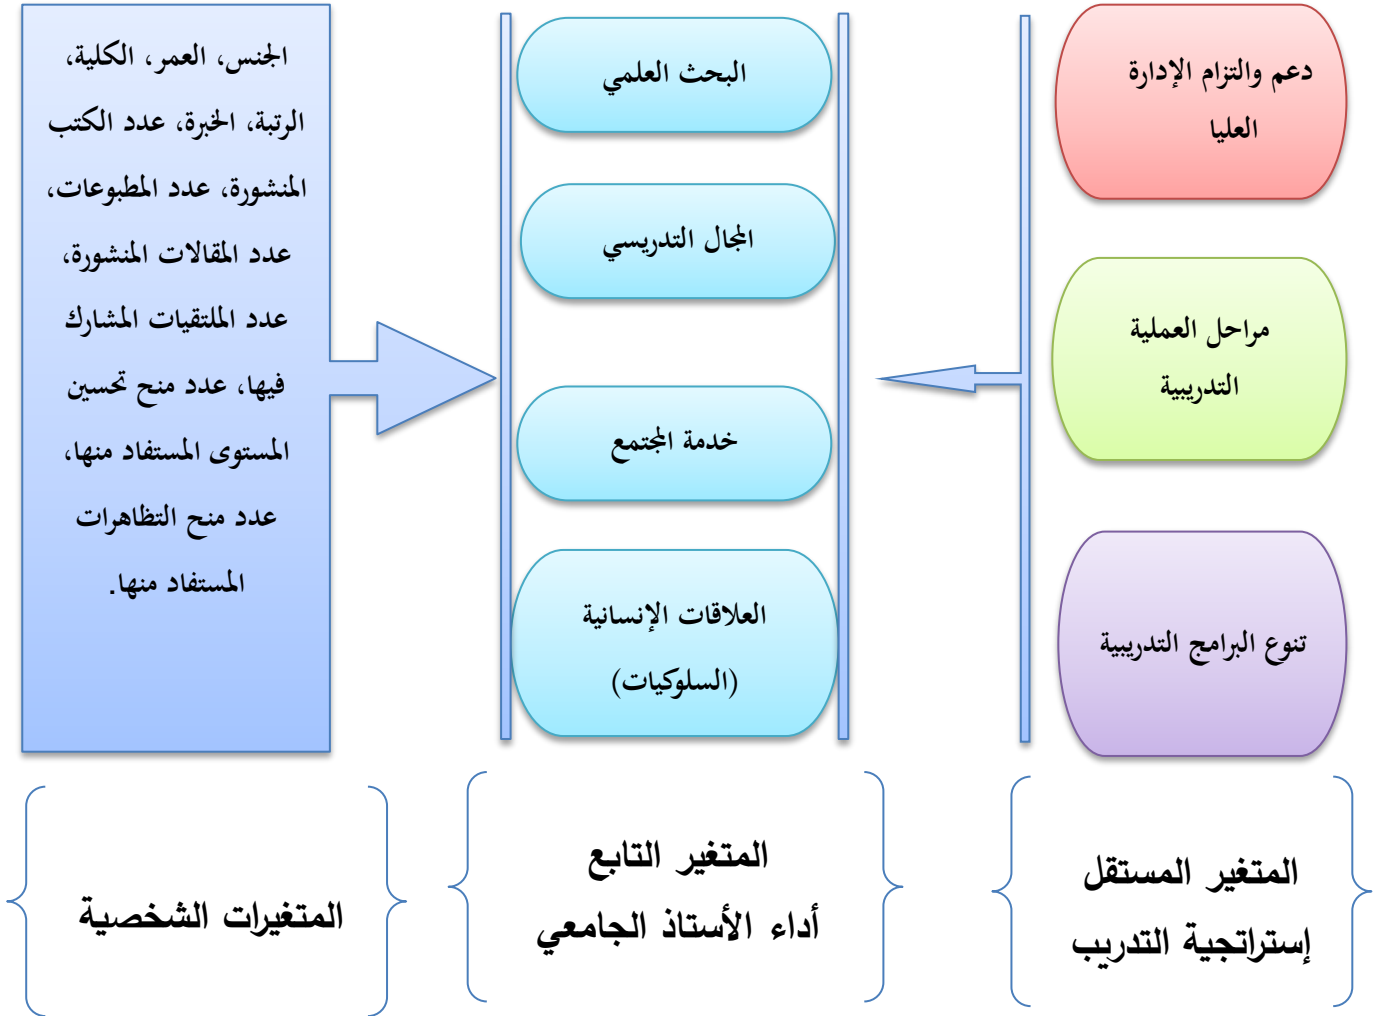 دعم والتزام الإدارة
العليا
مراحل العملية
التدريبية
تنوع البرامج التدريبية
البحث العلمي
المجال التدريسي
خدمة المجتمع
العلاقات الإنسانية
(السلوكيات)
الجنس، العمر، الكلية،
الرتبة، الخبرة، عدد الكتب
المنشورة، عدد المطبوعات،
عدد المقالات المنشورة،
عدد الملتقيات المشارك
فيها، عدد منح تحسين
المستوى المستفاد منها،
عدد منح التظاهرات
المستفاد منها.
المتغير المستقل
إستراتجية التدريب
المتغير التابع
أداء الأستاذ الجامعي
المتغيرات الشخصية